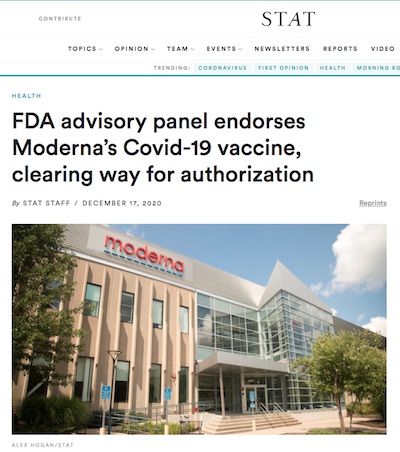 CONTRIBUTE
STAT
TOPICS OPINION TEAM EVENTS NEWSLETTERS REPORTS VIDEO
TRENDING: CORONAVIRUS FIRST OPINION HEALTH MORNING RO
HEALTH
FDA advisory panel endorses
Moderna's Covid-19 vaccine,
clearing way for authorization
By STAT STAFF / DECEMBER 17, 2020
Reprints
moderna
ALEX HOGAN/STAT